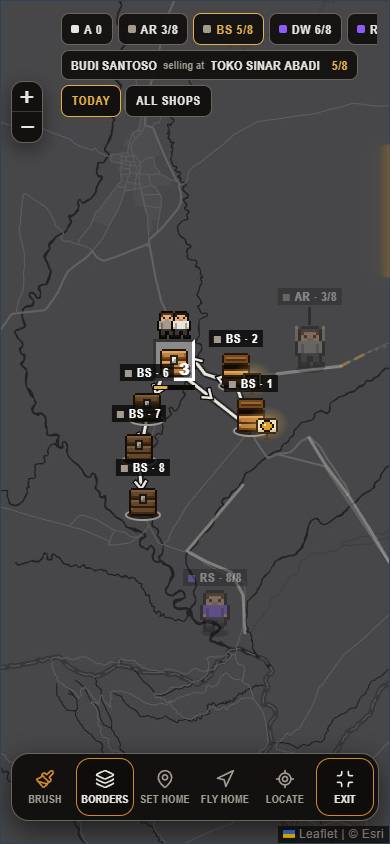 A 0
AR 3/8
BS 5/8
DW 6/8
R
BUDI SANTOSO selling at TOKO SINAR ABADI 5/8
+
−
TODAY
ALL SHOPS
AR - 3/8
BS - 2
BS - 6
3
BS - 1
BS - 7
BS - 8
RS - 8/8
BRUSH
BORDERS
SET HOME
FLY HOME
LOCATE
EXIT
Leaflet | © Esri